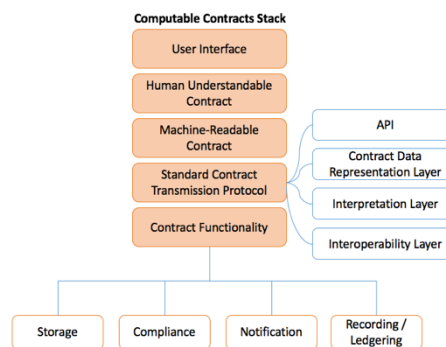 Computable Contracts Stack
User Interface
Human Understandable
Contract
Machine-Readable
Contract
Standard Contract
Transmission Protocol
Contract Functionality
API
Contract Data
Representation Layer
Interpretation Layer
Interoperability Layer
Storage
Compliance
Notification
Recording /
Ledgering